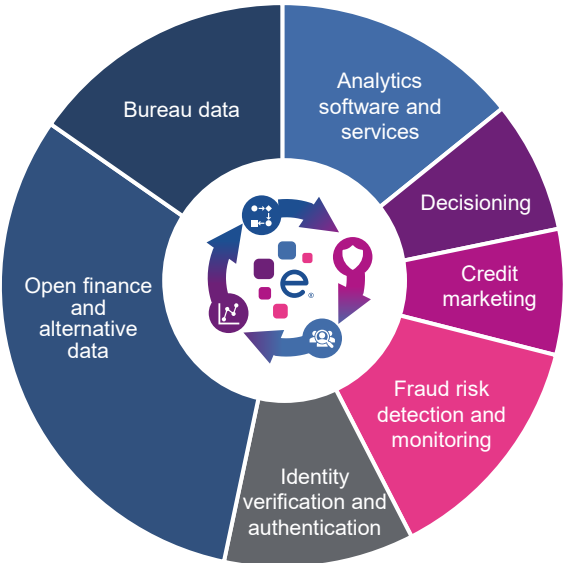 Analytics
software and
services
Decisioning
Credit
marketing
Fraud risk
detection and
monitoring
Identity
verification and
authentication
Open finance
and
alternative
data
Bureau data
e®